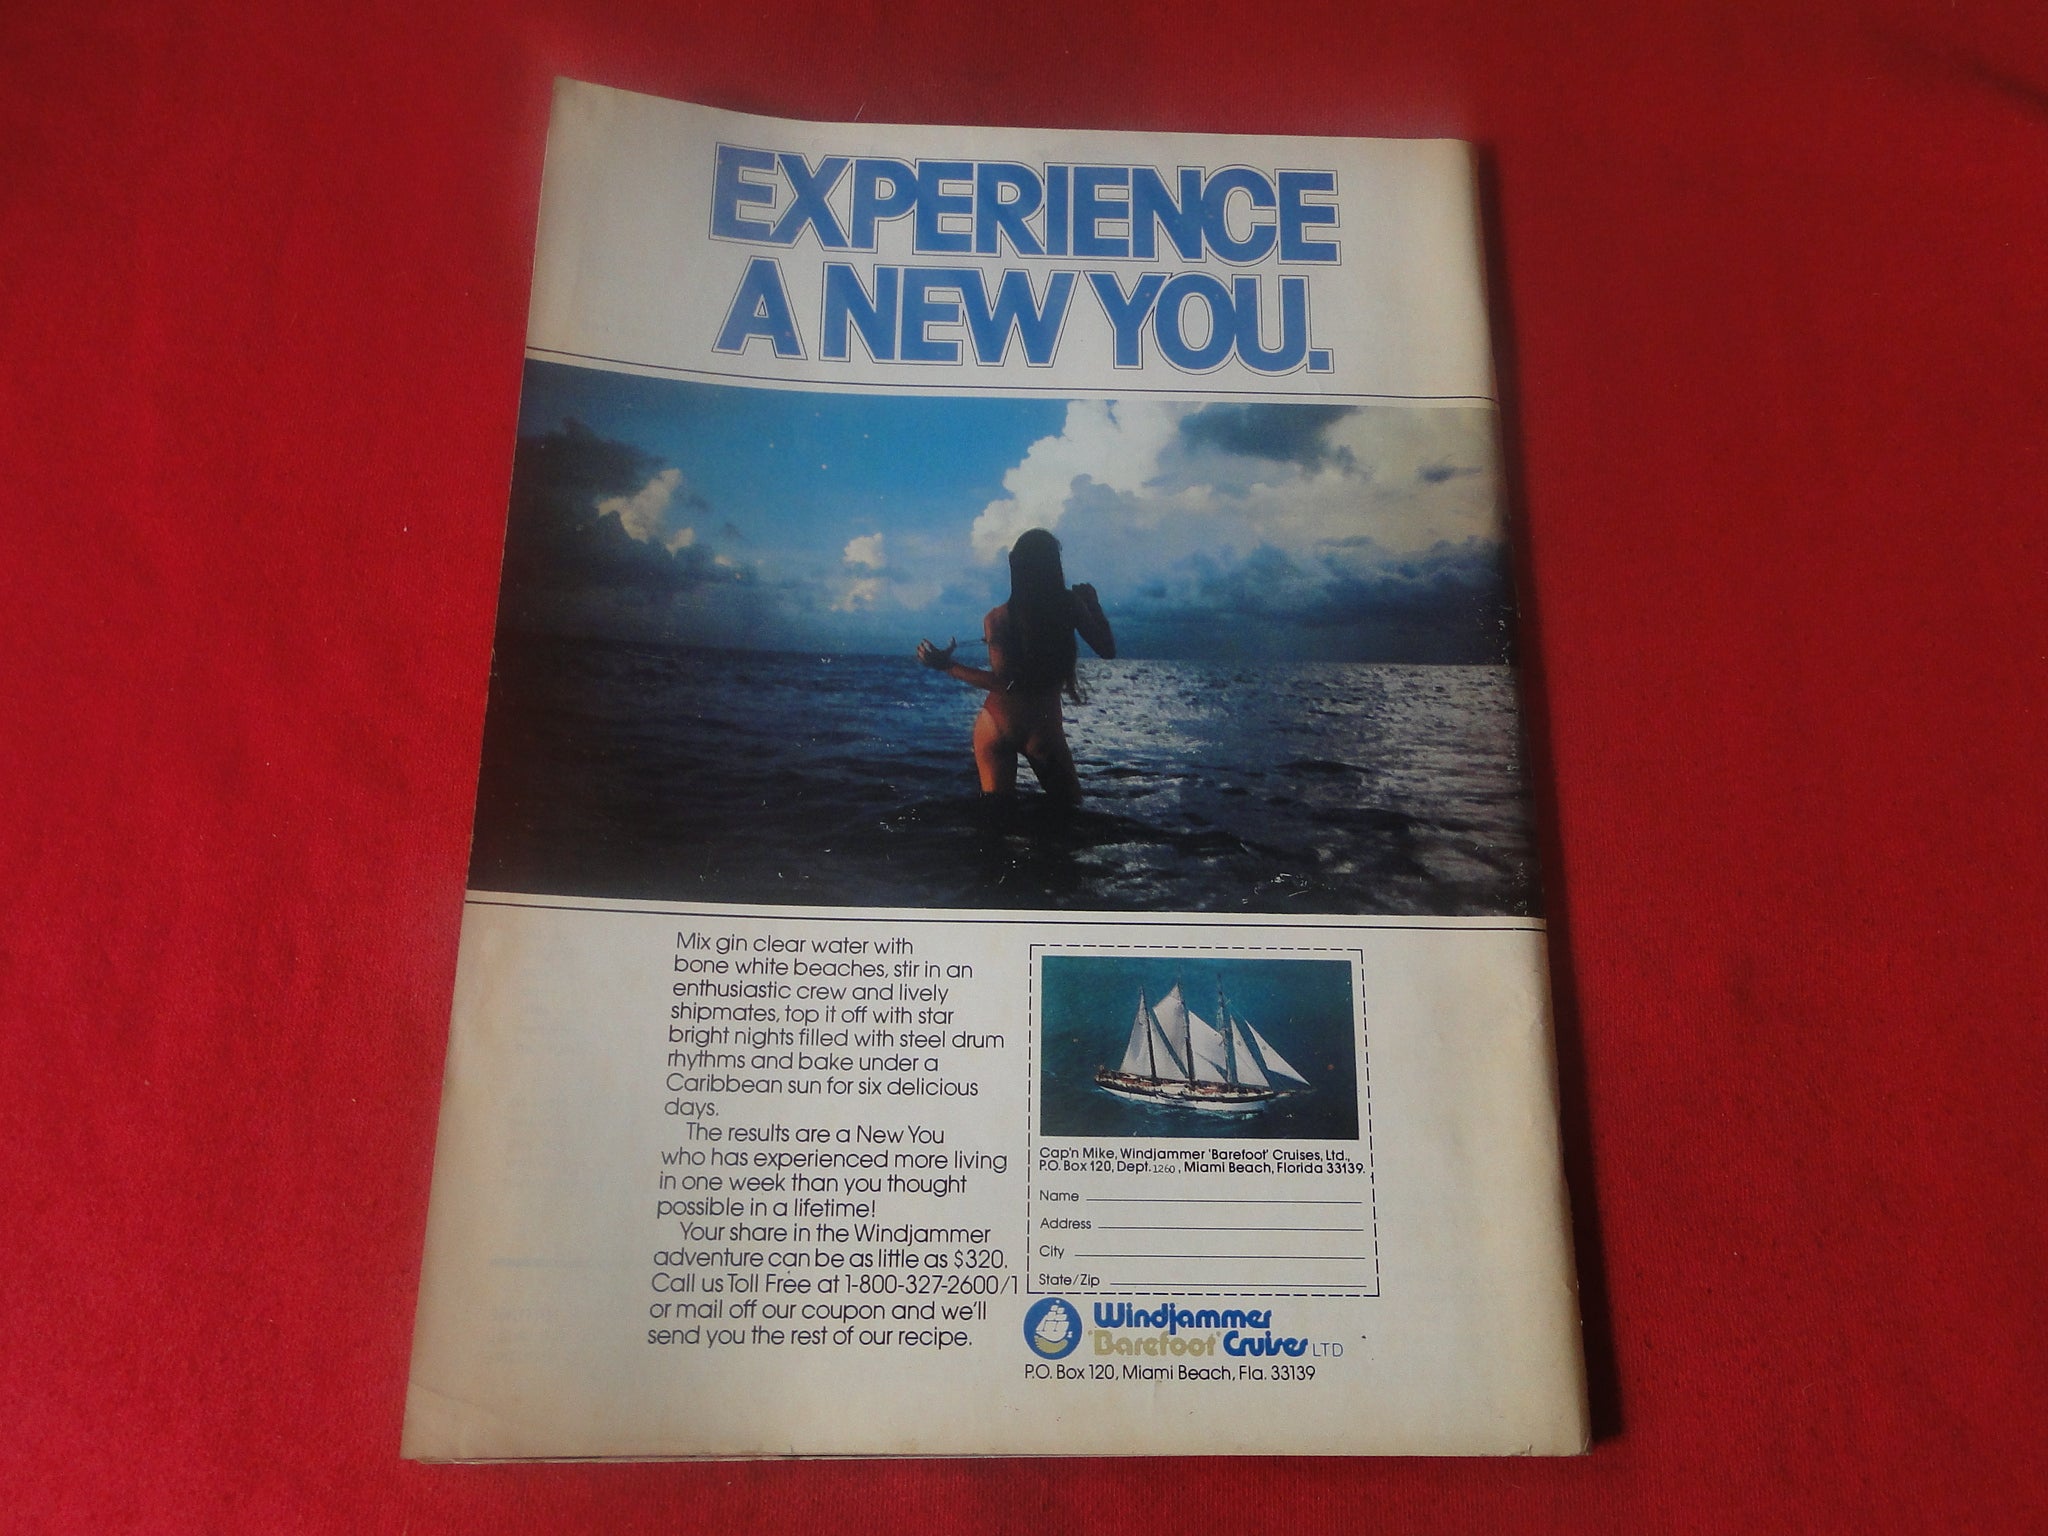 EXPERIENCE
A NEW YOU.
Mix gin clear water with
bone white beaches, stir in an
enthusiastic crew and lively
shipmates, top it off with star
bright nights filled with steel drum
rhythms and bake under a
Caribbean sun for six delicious
days.
The results are a New You
who has experienced more living
in one week than you thought
possible in a lifetime!
Your share in the Windjammer
adventure can be as little as $320.
Call us Toll Free at 1-800-327-2600/1
or mail off our coupon and we'll
send you the rest of our recipe.
Cap'n Mike, Windjammer 'Barefoot' Cruises, Ltd.,
P.O. Box 120, Dept. 1260, Miami Beach, Florida 33139.
Name
Address
City
State/Zip
Windjammer
'Barefoot' Cruises LTD
P.O. Box 120, Miami Beach, Fla. 33139